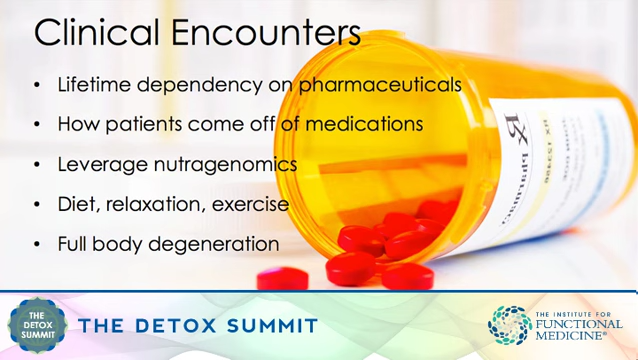 Clinical Encounters
• Lifetime dependency on pharmaceuticals
• How patients come off of medications
• Leverage nutragenomics
• Diet, relaxation, exercise
• Full body degeneration
Rx
THE
DETOX
SUMMIT
THE DETOX SUMMIT
THE INSTITUTE FOR
FUNCTIONAL
MEDICINE®